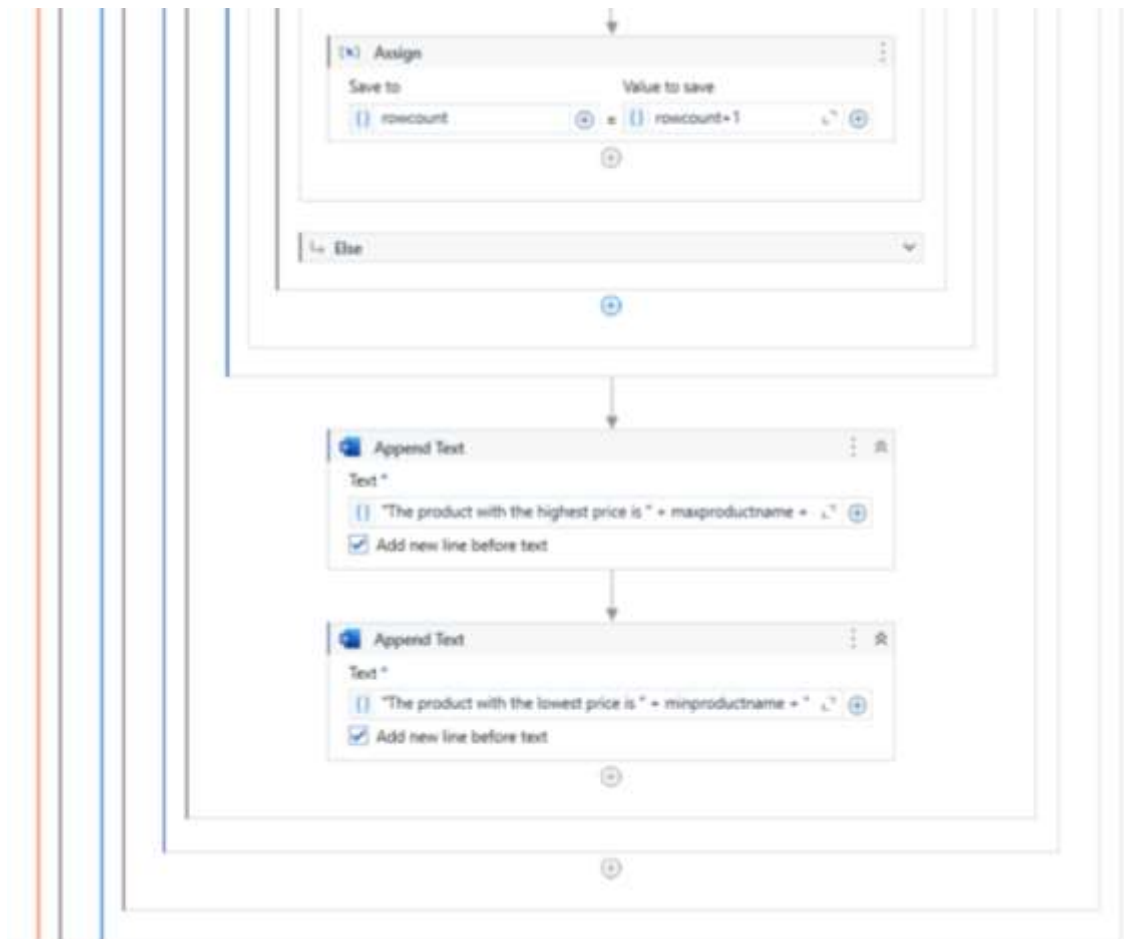 Assign
Save to Value to save
rowcount = rowcount+1
Else
Append Text
Text *
"The product with the highest price is " + maxproductname +
Add new line before text
Append Text
Text *
"The product with the lowest price is " + minproductname + "
Add new line before text